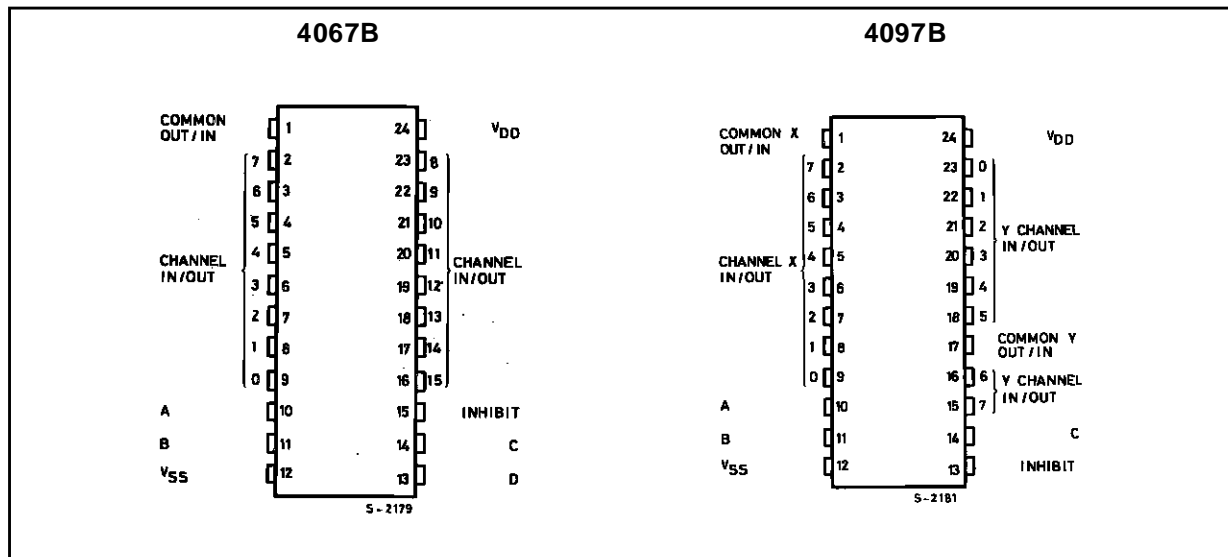 4067B
4097B
COMMON
OUT/IN
1
24
VDD
7
2
23
8
6
3
22
9
5
4
21
10
4
5
20
11
CHANNEL
IN/OUT
CHANNEL
IN/OUT
3
6
19
12
2
7
18
13
1
8
17
14
0
9
16
15
A
10
15
INHIBIT
B
11
14
C
VSS
12
13
D
S-2179
COMMON X
OUT/IN
1
24
VDD
7
2
23
0
6
3
22
1
5
4
21
2
Y CHANNEL
IN/OUT
CHANNEL X
IN/OUT
4
5
20
3
3
6
19
4
2
7
18
5
1
8
17
COMMON Y
OUT/IN
0
9
16
6
Y CHANNEL
IN/OUT
A
10
15
7
B
11
14
C
VSS
12
13
INHIBIT
S-2181